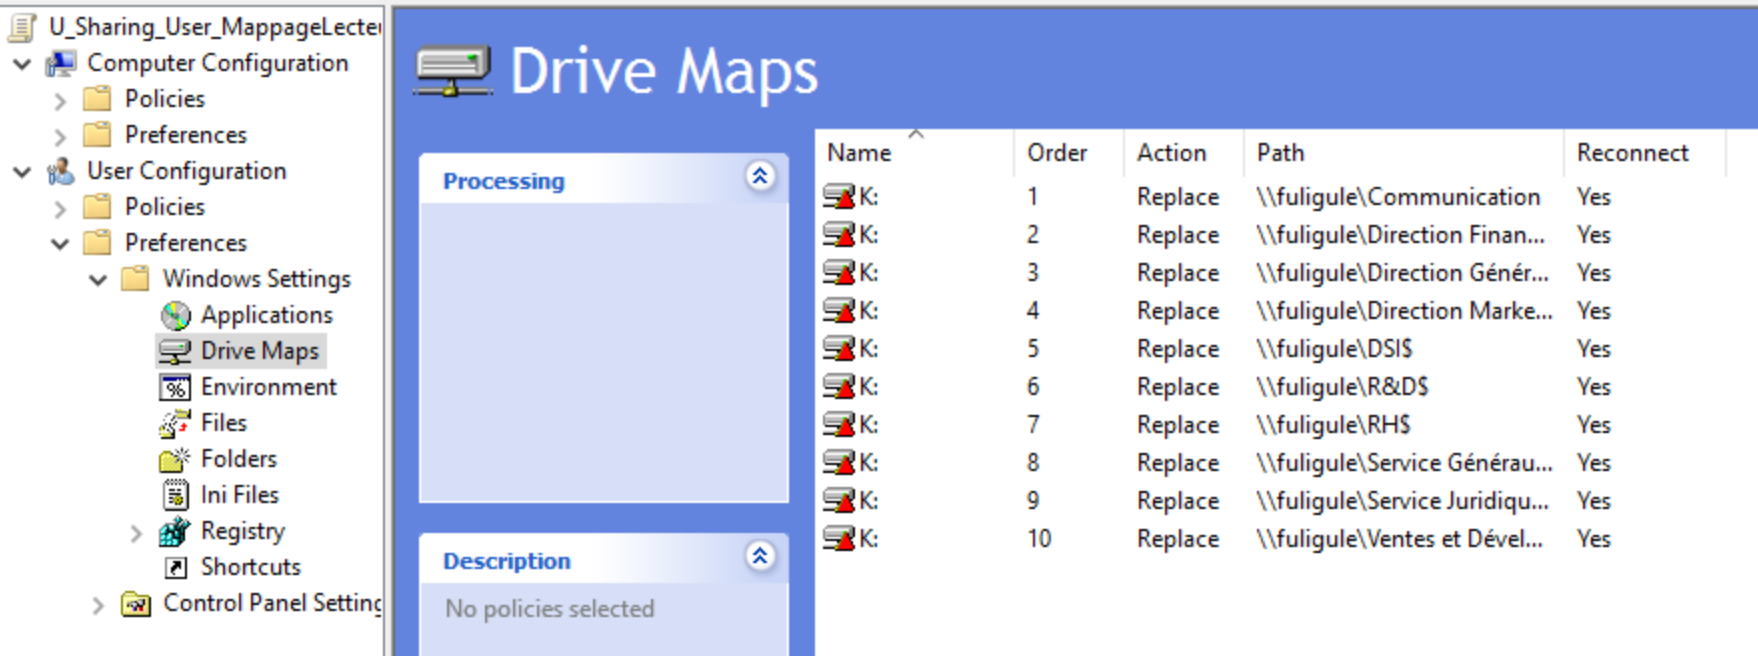 U_Sharing_User_MappageLecte
Computer Configuration
Policies
Preferences
User Configuration
Policies
Preferences
Windows Settings
Applications
Drive Maps
Environment
Files
Folders
Ini Files
Registry
Shortcuts
Control Panel Setting
Drive Maps
Processing
Description
No policies selected
Name Order Action Path Reconnect
K: 1 Replace \\fuligule\Communication Yes
K: 2 Replace \\fuligule\Direction Finan... Yes
K: 3 Replace \\fuligule\Direction Génér... Yes
K: 4 Replace \\fuligule\Direction Marke... Yes
K: 5 Replace \\fuligule\DSI$ Yes
K: 6 Replace \\fuligule\R&D$ Yes
K: 7 Replace \\fuligule\RH$ Yes
K: 8 Replace \\fuligule\Service Générau... Yes
K: 9 Replace \\fuligule\Service Juridiqu... Yes
K: 10 Replace \\fuligule\Ventes et Dével... Yes